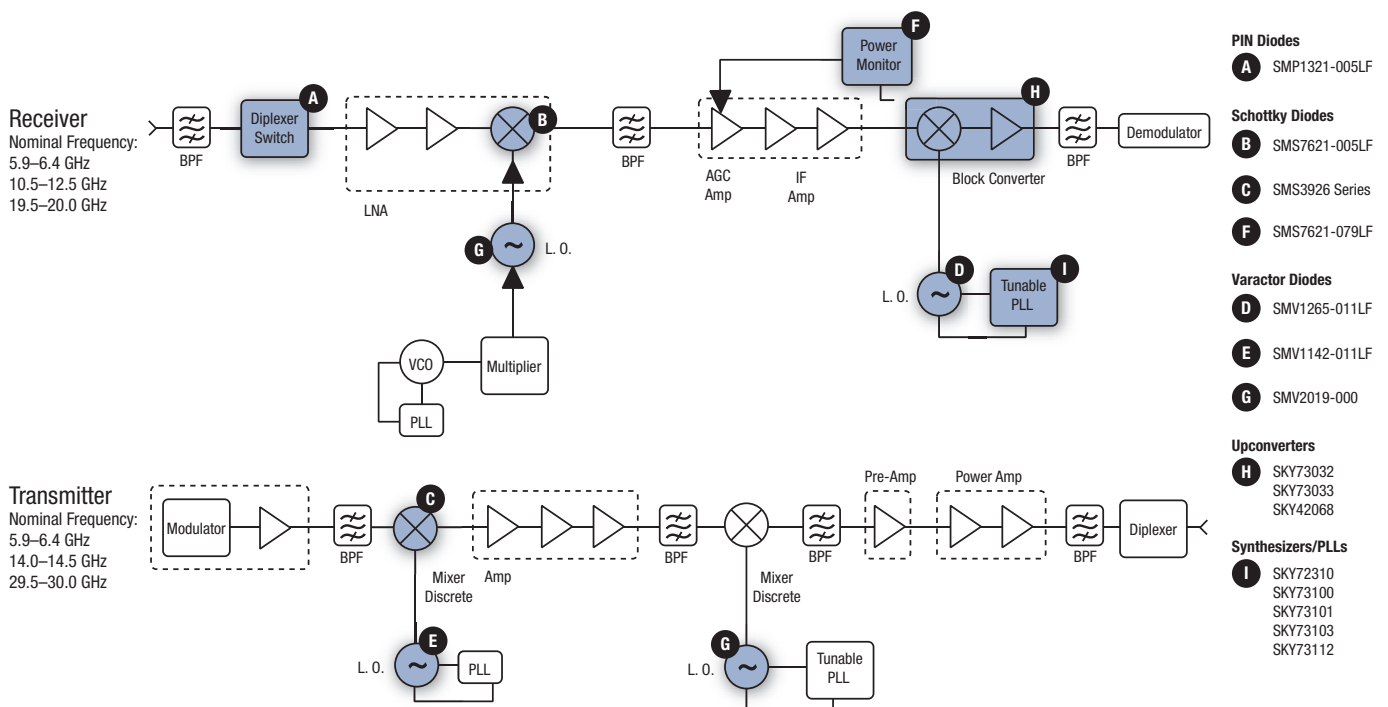 Receiver
Nominal Frequency:
5.9–6.4 GHz
10.5–12.5 GHz
19.5–20.0 GHz
BPF
Diplexer
Switch
A
LNA
B
G
L. O.
Multiplier
VCO
PLL
BPF
Power
Monitor
F
AGC
Amp
IF
Amp
H
Block Converter
BPF
Demodulator
L. O.
D
Tunable
PLL
I
Transmitter
Nominal Frequency:
5.9–6.4 GHz
14.0–14.5 GHz
29.5–30.0 GHz
Modulator
BPF
C
Mixer
Discrete
L. O.
E
PLL
Amp
BPF
Mixer
Discrete
L. O.
G
Tunable
PLL
BPF
Pre-Amp
Power Amp
BPF
Diplexer
PIN Diodes
A SMP1321-005LF
Schottky Diodes
B SMS7621-005LF
C SMS3926 Series
F SMS7621-079LF
Varactor Diodes
D SMV1265-011LF
E SMV1142-011LF
G SMV2019-000
Upconverters
H SKY73032
SKY73033
SKY42068
Synthesizers/PLLs
I SKY72310
SKY73100
SKY73101
SKY73103
SKY73112